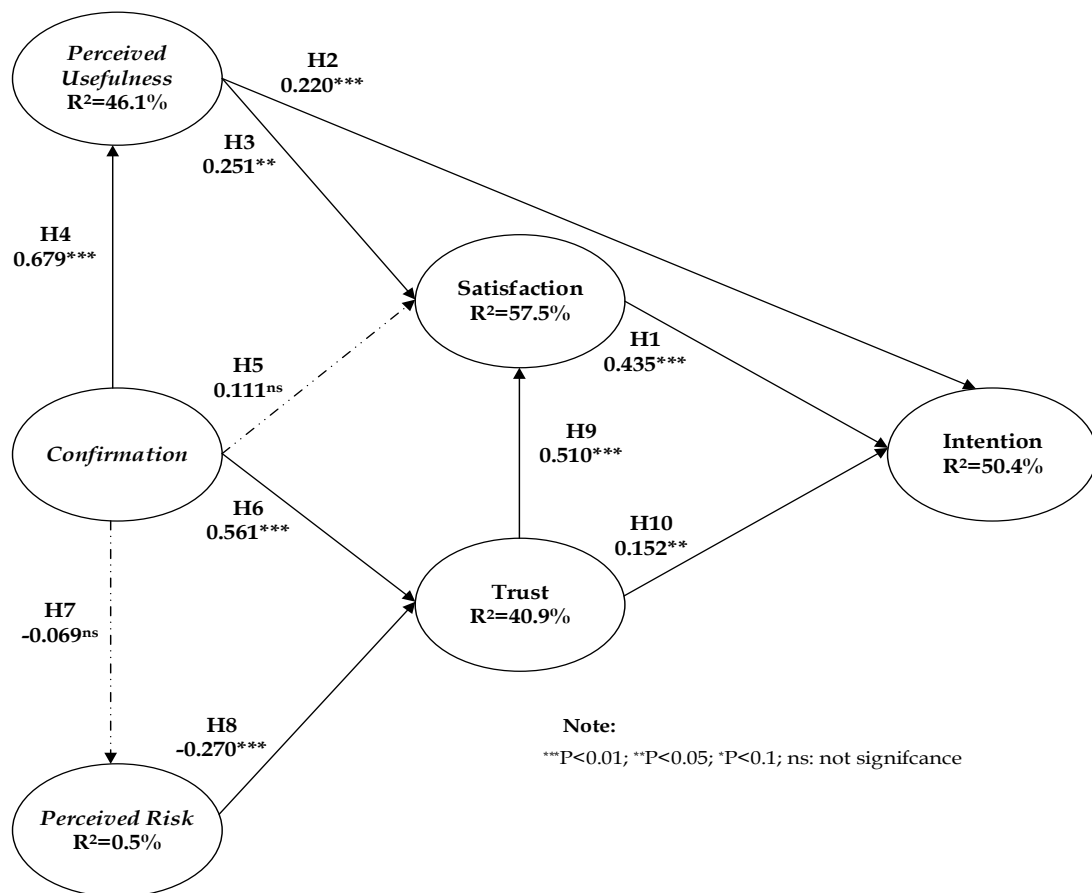 Perceived
Usefulness
R²=46.1%
H2
0.220***
H3
0.251**
H4
0.679***
Satisfaction
R²=57.5%
H1
0.435***
H5
0.111ⁿˢ
Confirmation
H9
0.510***
Intention
R²=50.4%
H6
0.561***
H10
0.152**
Trust
R²=40.9%
H7
-0.069ⁿˢ
H8
-0.270***
Note:
***P<0.01; **P<0.05; *P<0.1; ns: not signifcance
Perceived Risk
R²=0.5%